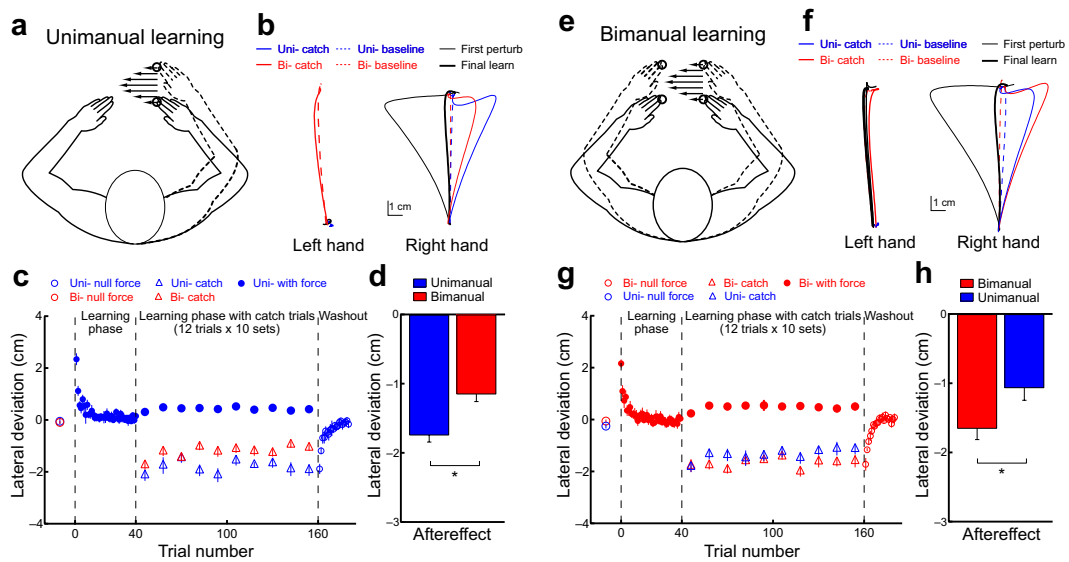 a
Unimanual learning
b
Uni- catch
Uni- baseline
First perturb
Bi- catch
Bi- baseline
Final learn
1 cm
Left hand
Right hand
e
Bimanual learning
f
Uni- catch
Uni- baseline
First perturb
Bi- catch
Bi- baseline
Final learn
1 cm
Left hand
Right hand
c
Uni- null force
Uni- catch
Uni- with force
Bi- null force
Bi- catch
Learning phase
Learning phase with catch trials
(12 trials x 10 sets)
Washout
Lateral deviation (cm)
4
2
0
−2
−4
0
40
100
160
Trial number
d
Unimanual
Bimanual
Lateral deviation (cm)
0
−1
−2
−3
*
Aftereffect
g
Bi- null force
Bi- catch
Bi- with force
Uni- null force
Uni- catch
Learning phase
Learning phase with catch trials
(12 trials x 10 sets)
Washout
Lateral deviation (cm)
4
2
0
−2
−4
0
40
100
160
Trial number
h
Bimanual
Unimanual
Lateral deviation (cm)
0
−1
−2
−3
*
Aftereffect